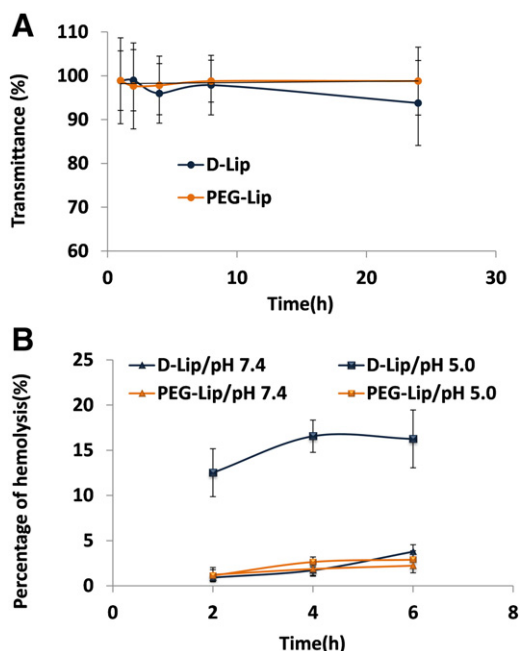 A
110
100
90
80
70
60
Transmittance (%)
D-Lip
PEG-Lip
0
10
20
30
Time(h)
B
25
20
15
10
5
0
Percentage of hemolysis(%)
D-Lip/pH 7.4
D-Lip/pH 5.0
PEG-Lip/pH 7.4
PEG-Lip/pH 5.0
0
2
4
6
8
Time(h)